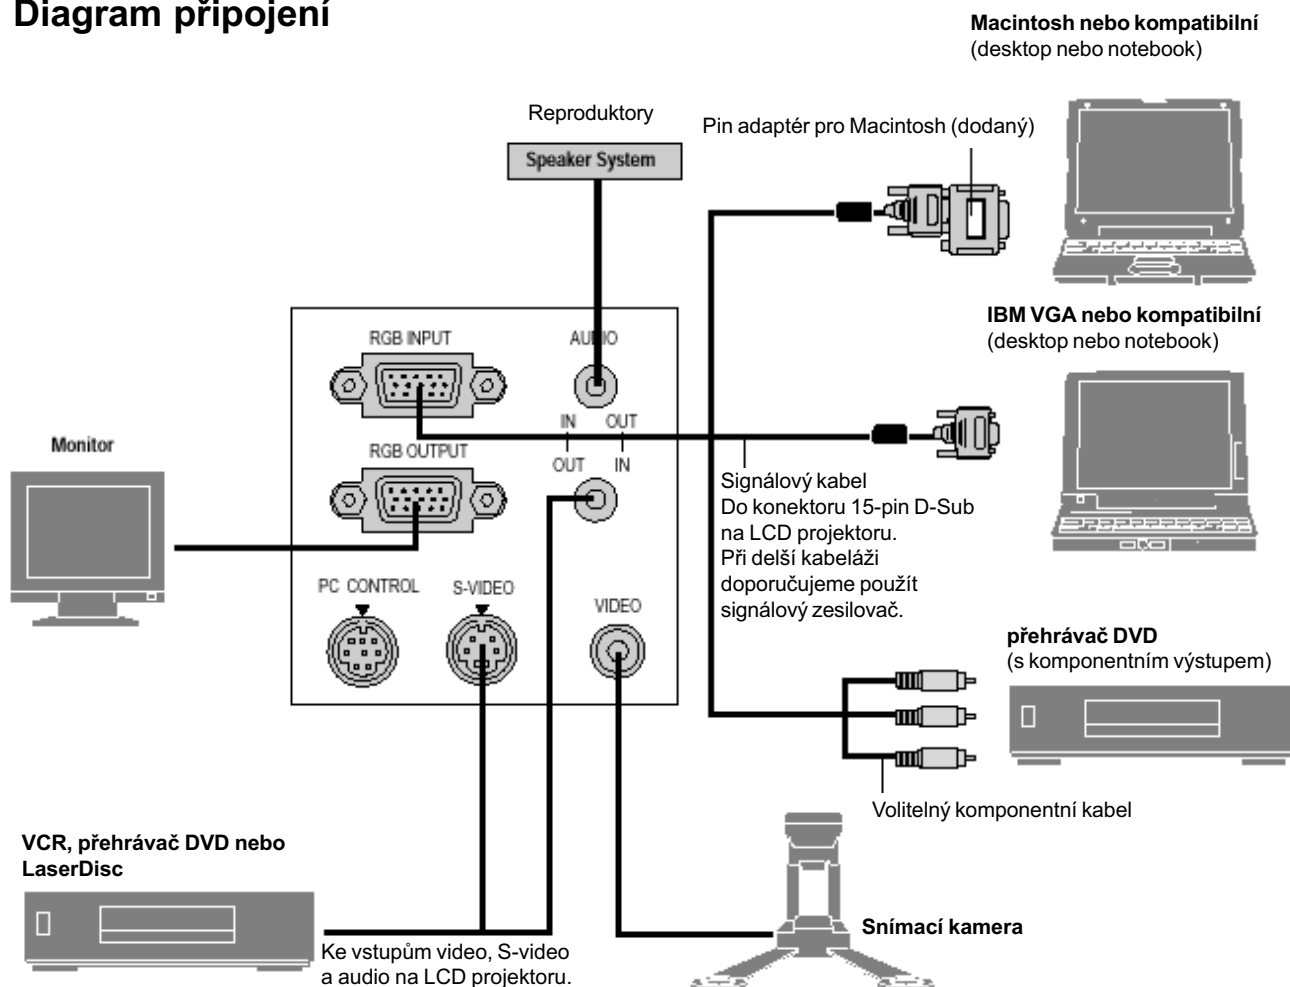 Diagram připojení
Macintosh nebo kompatibilní
(desktop nebo notebook)
Reproduktory
Pin adaptér pro Macintosh (dodaný)
Speaker System
IBM VGA nebo kompatibilní
(desktop nebo notebook)
RGB INPUT
AUDIO
IN OUT
Monitor
RGB OUTPUT
OUT IN
Signálový kabel
Do konektoru 15-pin D-Sub
na LCD projektoru.
Při delší kabeláži
doporučujeme použít
signálový zesilovač.
PC CONTROL
S-VIDEO
VIDEO
přehrávač DVD
(s komponentním výstupem)
Volitelný komponentní kabel
VCR, přehrávač DVD nebo
LaserDisc
Snímací kamera
Ke vstupům video, S-video
a audio na LCD projektoru.